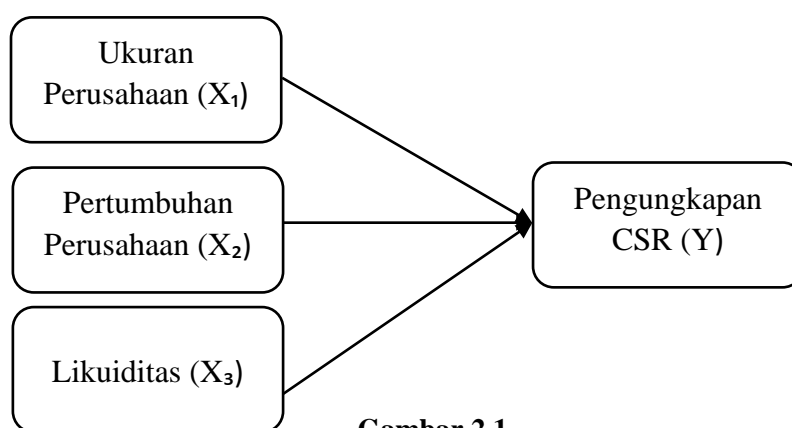 Ukuran
Perusahaan (X₁)
Pertumbuhan
Perusahaan (X₂)
Pengungkapan
CSR (Y)
Likuiditas (X₃)
Gambar 2.1